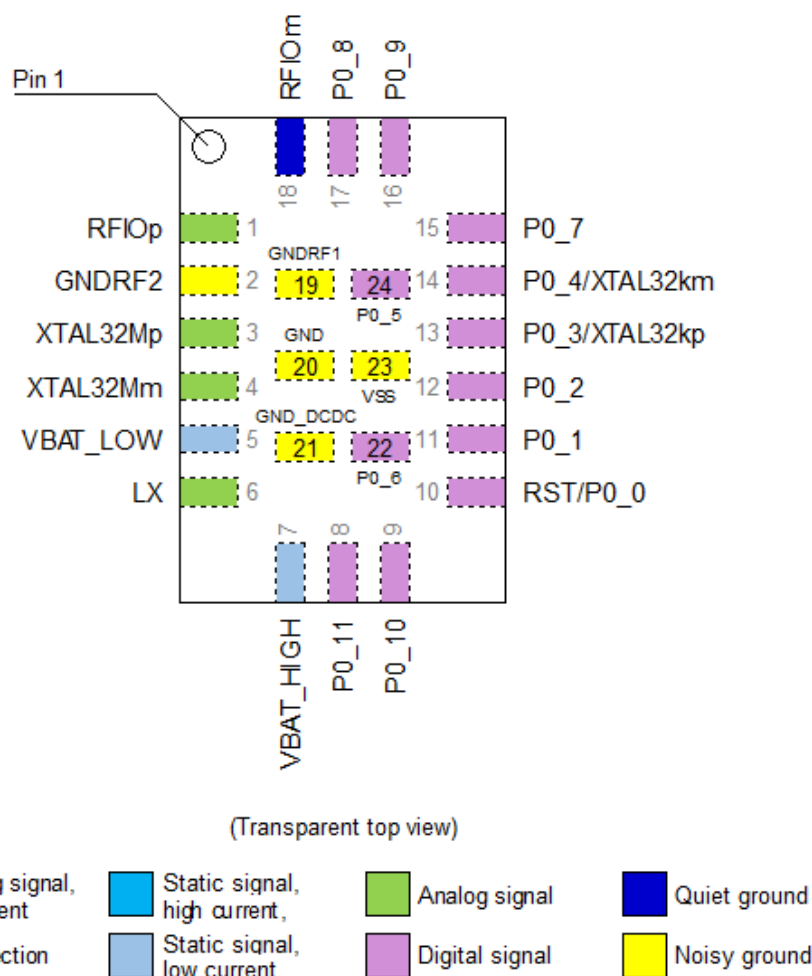 Pin 1
RFIOm
P0_8
P0_9
18
17
16
RFIOp 1
15 P0_7
GNDRF1
GNDRF2 2
19
24
14 P0_4/XTAL32km
P0_5
XTAL32Mp 3
GND
13 P0_3/XTAL32kp
20
23
XTAL32Mm 4
VSS
12 P0_2
GND_DCDC
VBAT_LOW 5
21
22
11 P0_1
P0_6
LX 6
10 RST/P0_0
7
8
9
VBAT_HIGH
P0_11
P0_10
(Transparent top view)
signal,
Static signal,
high current,
Analog signal
Quiet ground
Static signal,
low current
Digital signal
Noisy ground